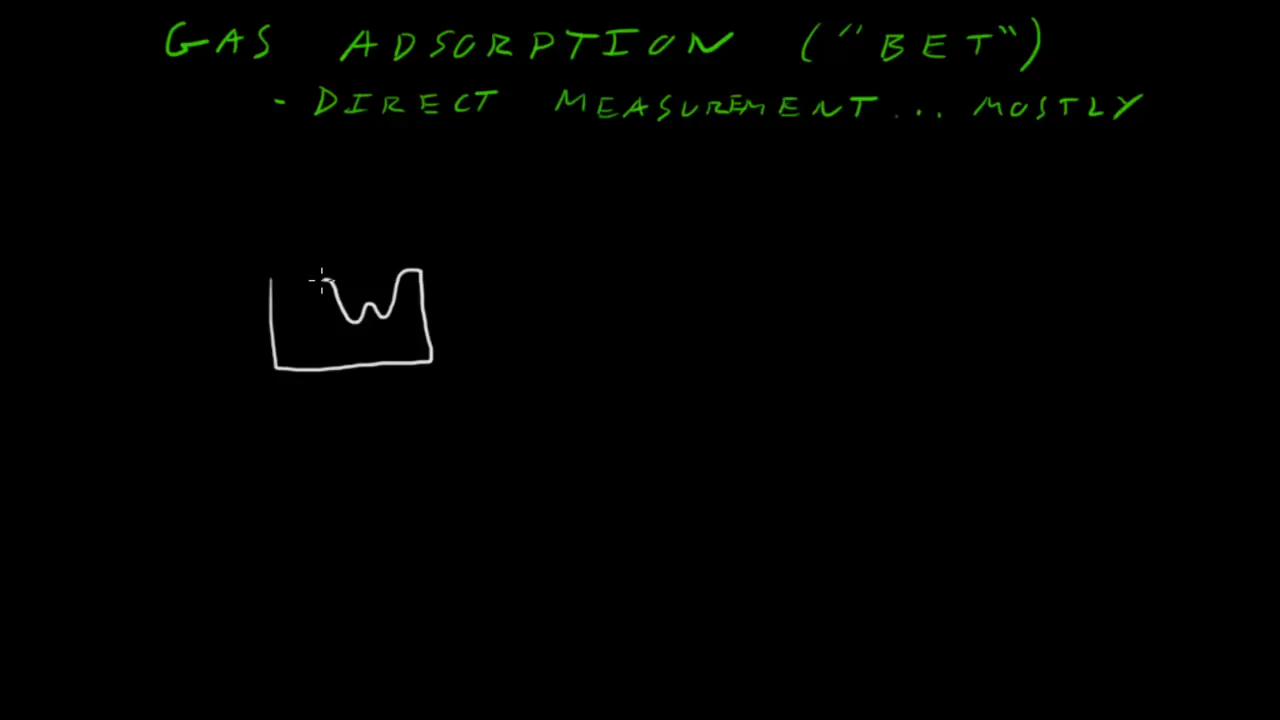 GAS ADSORPTION ("BET")
- DIRECT MEASUREMENT... MOSTLY